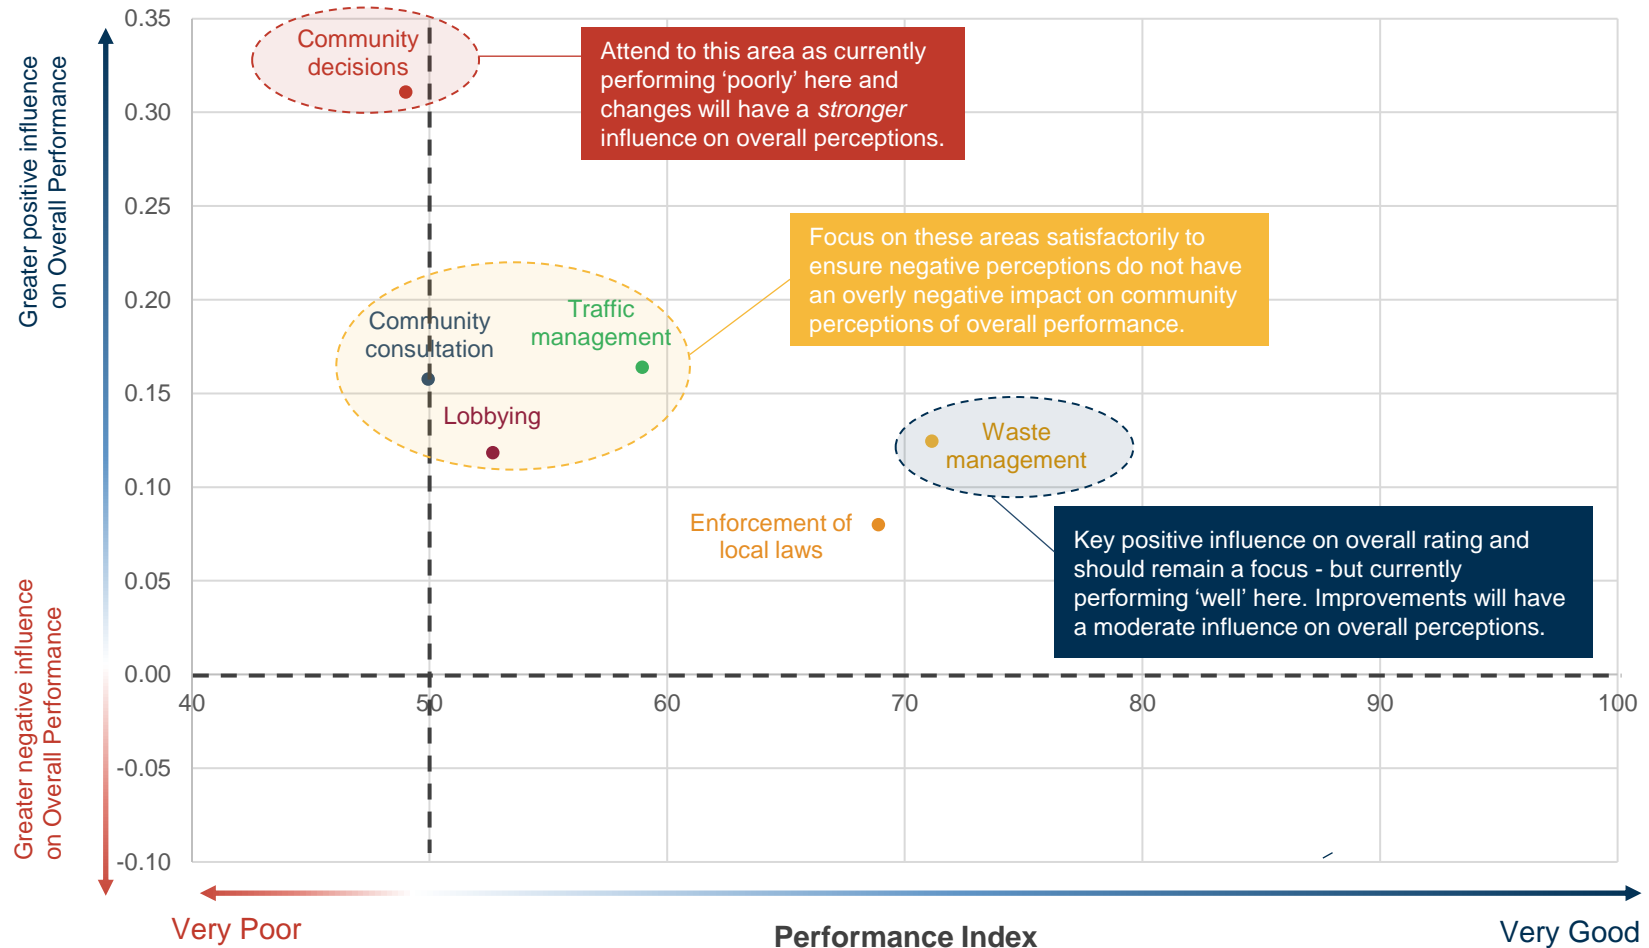 Greater positive influence
on Overall Performance
Greater negative influence
on Overall Performance
0.35
0.30
0.25
0.20
0.15
0.10
0.05
0.00
-0.05
-0.10
Community
decisions
Attend to this area as currently
performing ‘poorly’ here and
changes will have a stronger
influence on overall perceptions.
Focus on these areas satisfactorily to
ensure negative perceptions do not have
an overly negative impact on community
perceptions of overall performance.
Community
consultation
Traffic
management
Lobbying
Waste
management
Enforcement of
local laws
Key positive influence on overall rating and
should remain a focus - but currently
performing ‘well’ here. Improvements will have
a moderate influence on overall perceptions.
40
50
60
70
80
90
100
Very Poor
Performance Index
Very Good